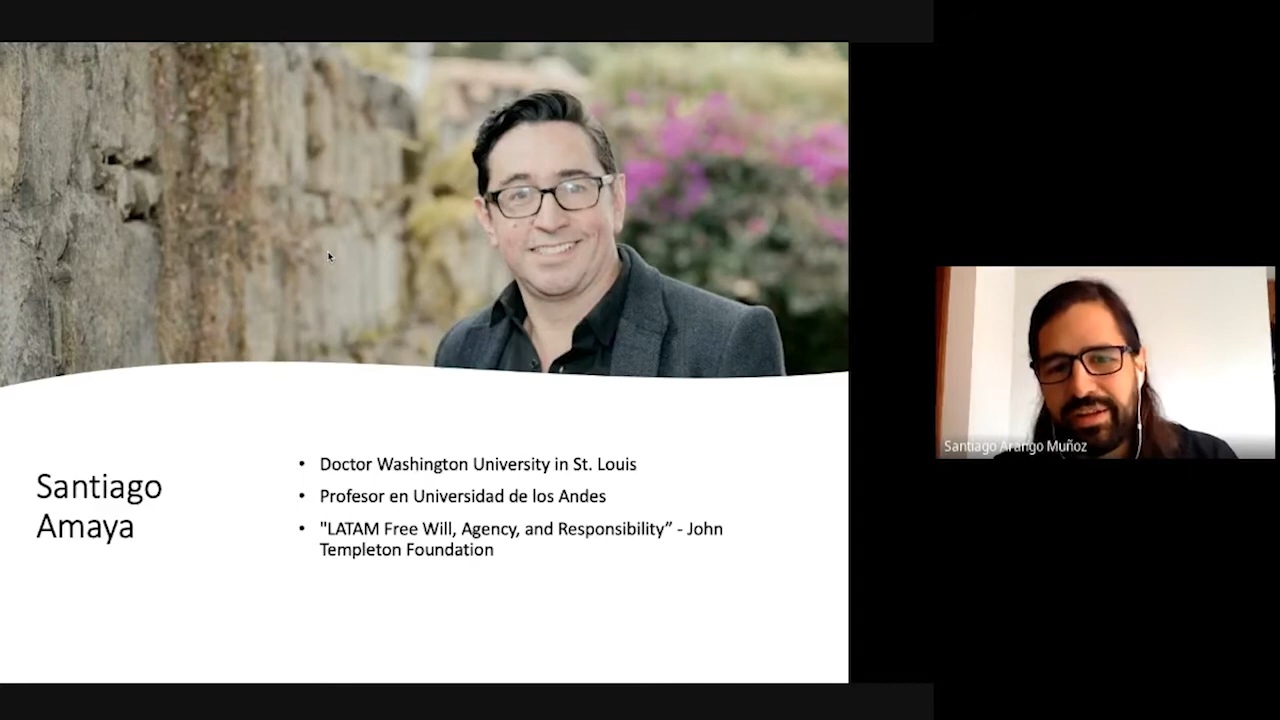 Santiago
Amaya
• Doctor Washington University in St. Louis
• Profesor en Universidad de los Andes
• "LATAM Free Will, Agency, and Responsibility” - John
Templeton Foundation
Santiago Arango Muñoz